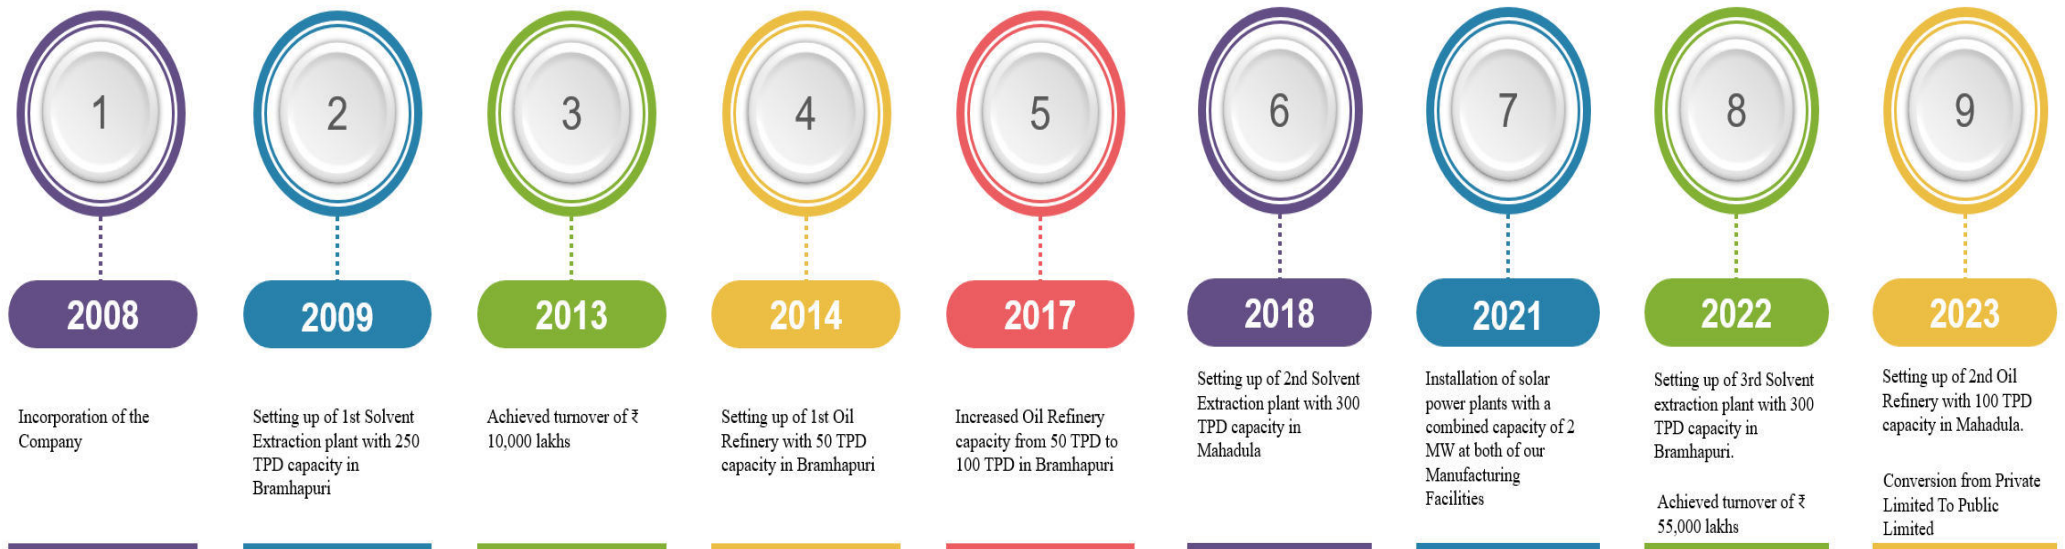 1
2008
Incorporation of the
Company
2
2009
Setting up of 1st Solvent
Extraction plant with 250
TPD capacity in
Bramhapuri
3
2013
Achieved turnover of ₹
10,000 lakhs
4
2014
Setting up of 1st Oil
Refinery with 50 TPD
capacity in Bramhapuri
5
2017
Increased Oil Refinery
capacity from 50 TPD to
100 TPD in Bramhapuri
6
2018
Setting up of 2nd Solvent
Extraction plant with 300
TPD capacity in
Mahadula
7
2021
Installation of solar
power plants with a
combined capacity of 2
MW at both of our
Manufacturing
Facilities
8
2022
Setting up of 3rd Solvent
extraction plant with 300
TPD capacity in
Bramhapuri.
Achieved turnover of ₹
55,000 lakhs
9
2023
Setting up of 2nd Oil
Refinery with 100 TPD
capacity in Mahadula.
Conversion from Private
Limited To Public
Limited